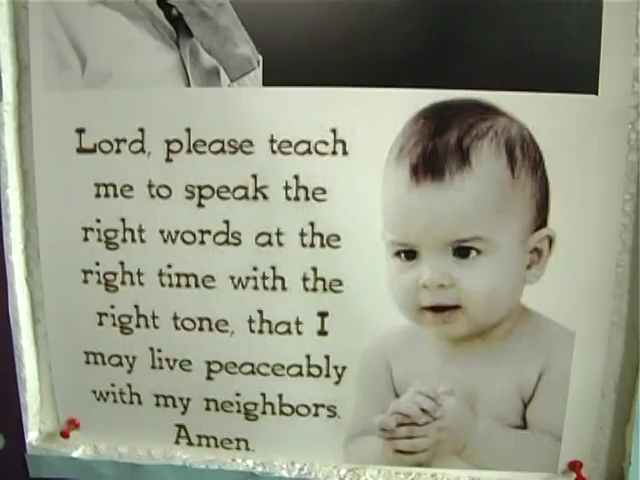 Lord, please teach
me to speak the
right words at the
right time with the
right tone, that I
may live peaceably
with my neighbors.
Amen.